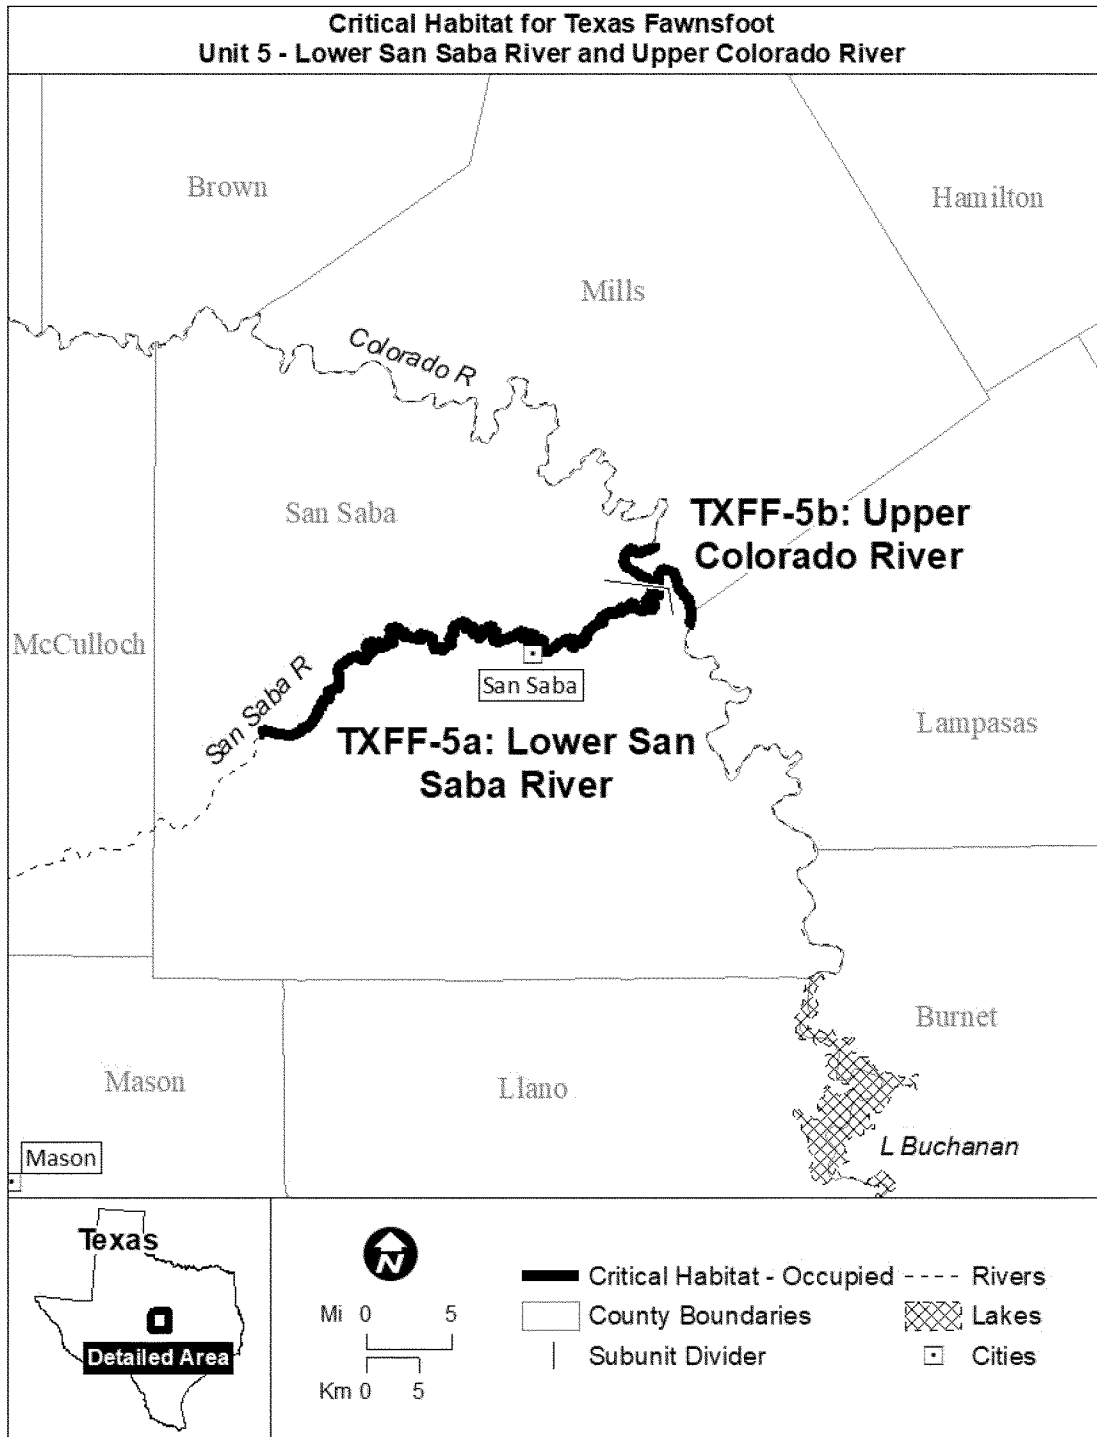 Critical Habitat for Texas Fawnsfoot
Unit 5 - Lower San Saba River and Upper Colorado River
Brown
Hamilton
Mills
Colorado R
San Saba
TXFF-5b: Upper
Colorado River
McCulloch
San Saba R
San Saba
TXFF-5a: Lower San
Saba River
Lampasas
Burnet
Mason
Llano
L Buchanan
Mason
Texas
Detailed Area
N
Mi 0 5
Km 0 5
Critical Habitat - Occupied
County Boundaries
Subunit Divider
Rivers
Lakes
Cities